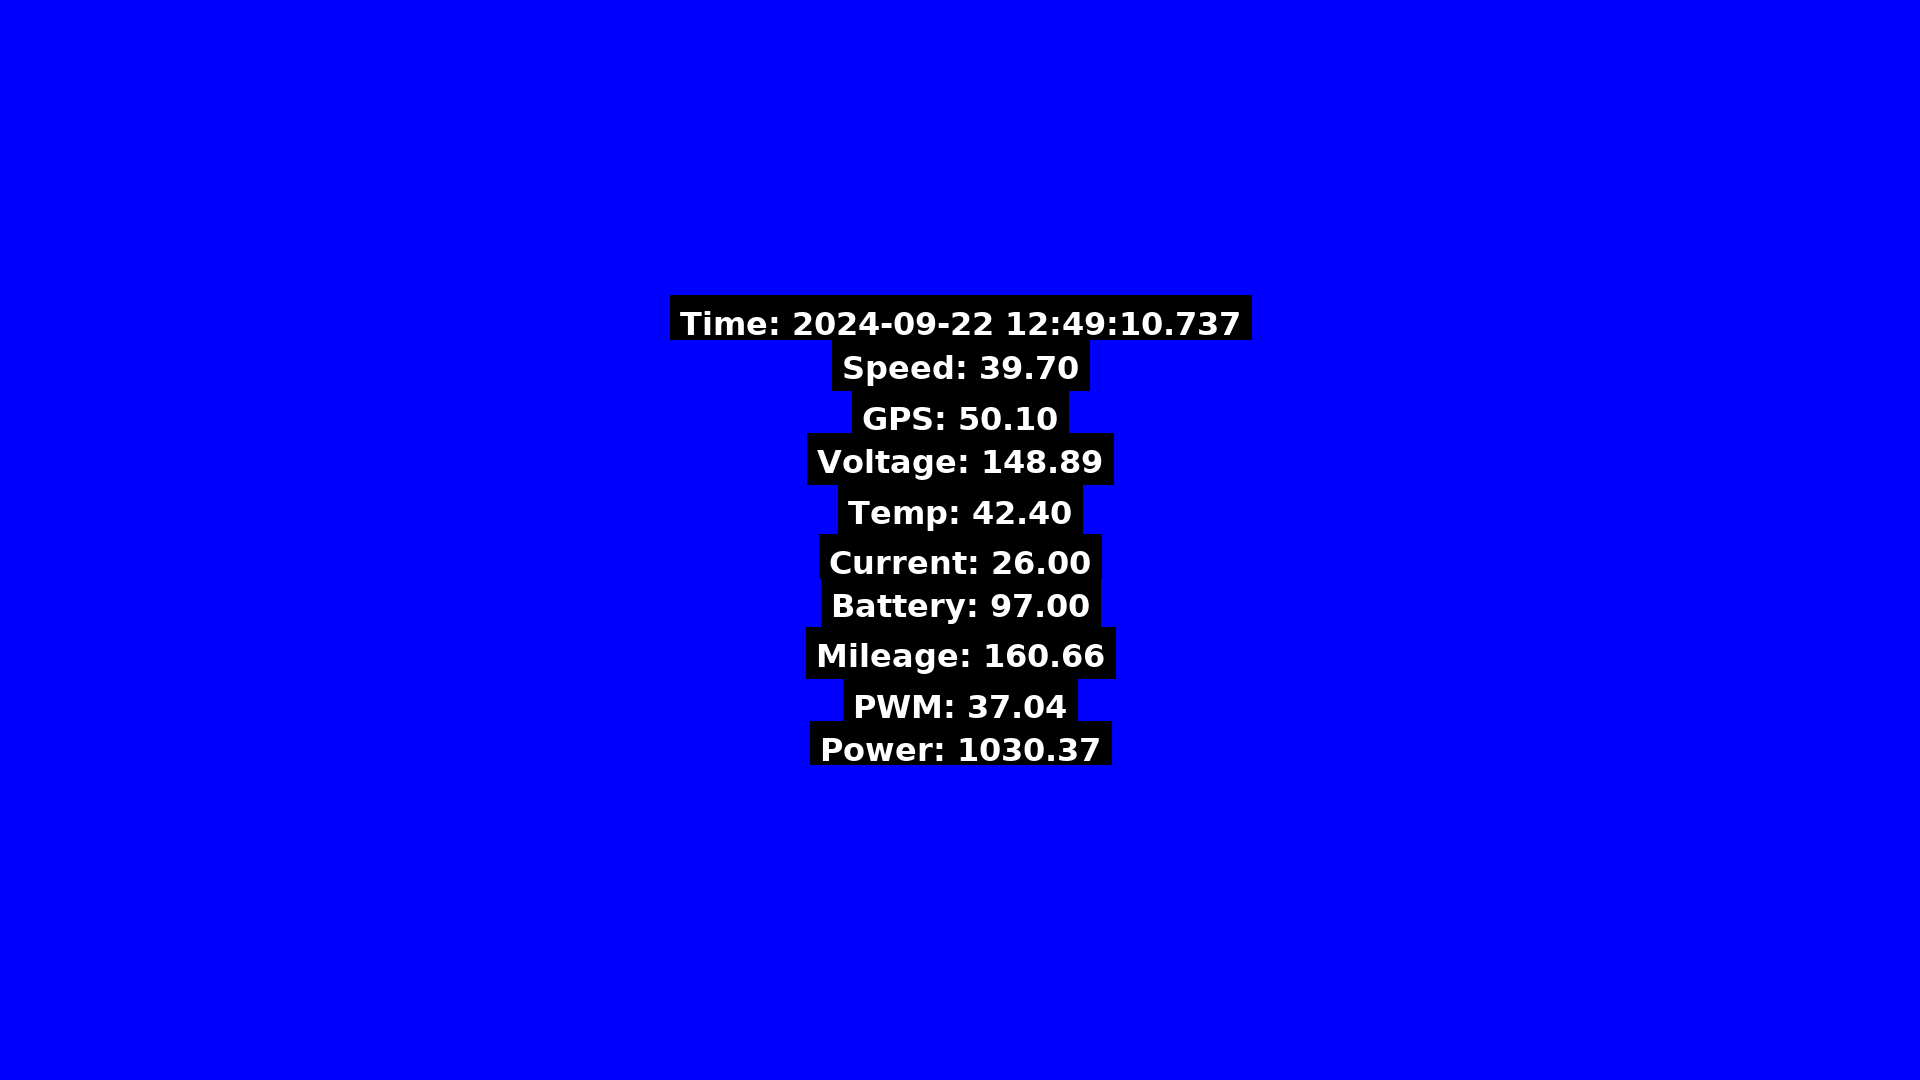 Time: 2024-09-22 12:49:10.737
Speed: 39.70
GPS: 50.10
Voltage: 148.89
Temp: 42.40
Current: 26.00
Battery: 97.00
Mileage: 160.66
PWM: 37.04
Power: 1030.37